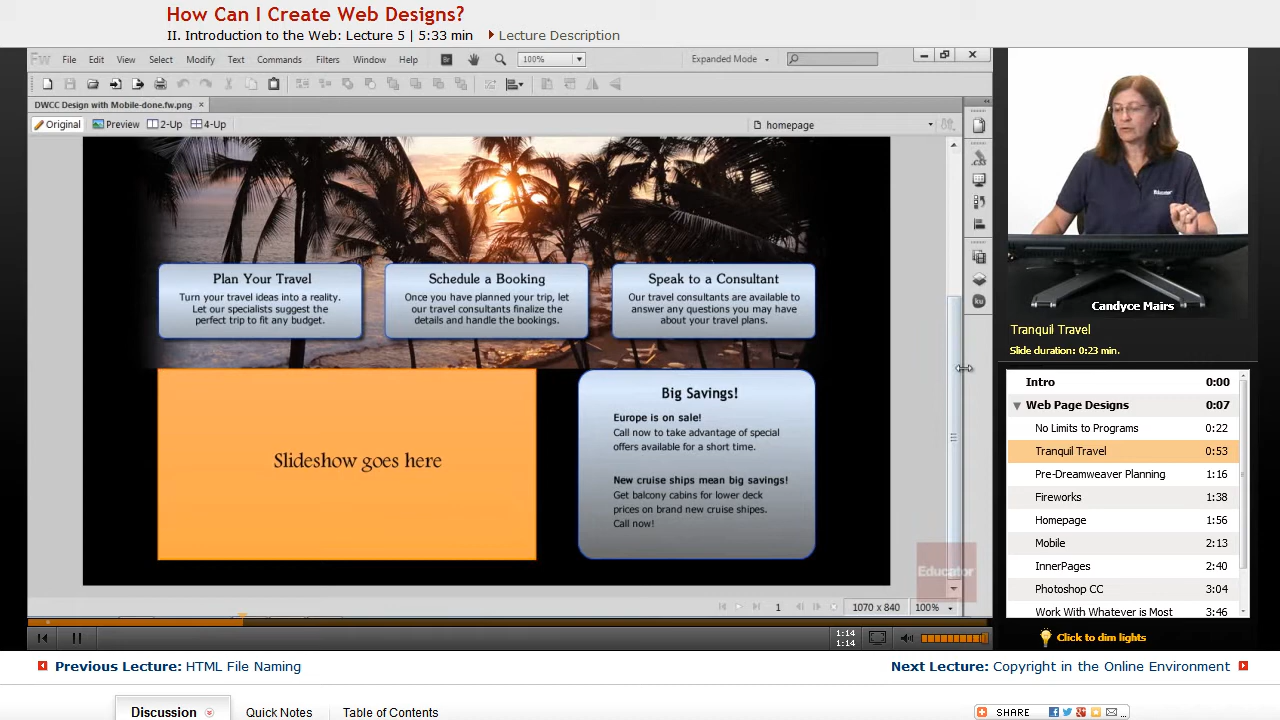 How Can I Create Web Designs?
II. Introduction to the Web: Lecture 5 | 5:33 min
Lecture Description
Fw File Edit View Select Modify Text Commands Filters Window Help
Br
100%
Expanded Mode
DWCC Design with Mobile-done.fw.png ×
Original Preview 2-Up 4-Up
homepage
Plan Your Travel
Turn your travel ideas into a reality.
Let our specialists suggest the
perfect trip to fit any budget.
Schedule a Booking
Once you have planned your trip, let
our travel consultants finalize the
details and handle the bookings.
Speak to a Consultant
Our travel consultants are available to
answer any questions you may have
about your travel plans.
Slideshow goes here
Big Savings!
Europe is on sale!
Call now to take advantage of special
offers available for a short time.
New cruise ships mean big savings!
Get balcony cabins for lower deck
prices on brand new cruise shipes.
Call now!
Educator
1
1070 x 840
100%
1:14
1:14
.css
ku
Educator
Candyce Mairs
Tranquil Travel
Slide duration: 0:23 min.
Intro 0:00
Web Page Designs 0:07
No Limits to Programs 0:22
Tranquil Travel 0:53
Pre-Dreamweaver Planning 1:16
Fireworks 1:38
Homepage 1:56
Mobile 2:13
InnerPages 2:40
Photoshop CC 3:04
Work With Whatever is Most 3:46
Click to dim lights
Previous Lecture: HTML File Naming
Next Lecture: Copyright in the Online Environment
Discussion
Quick Notes
Table of Contents
SHARE